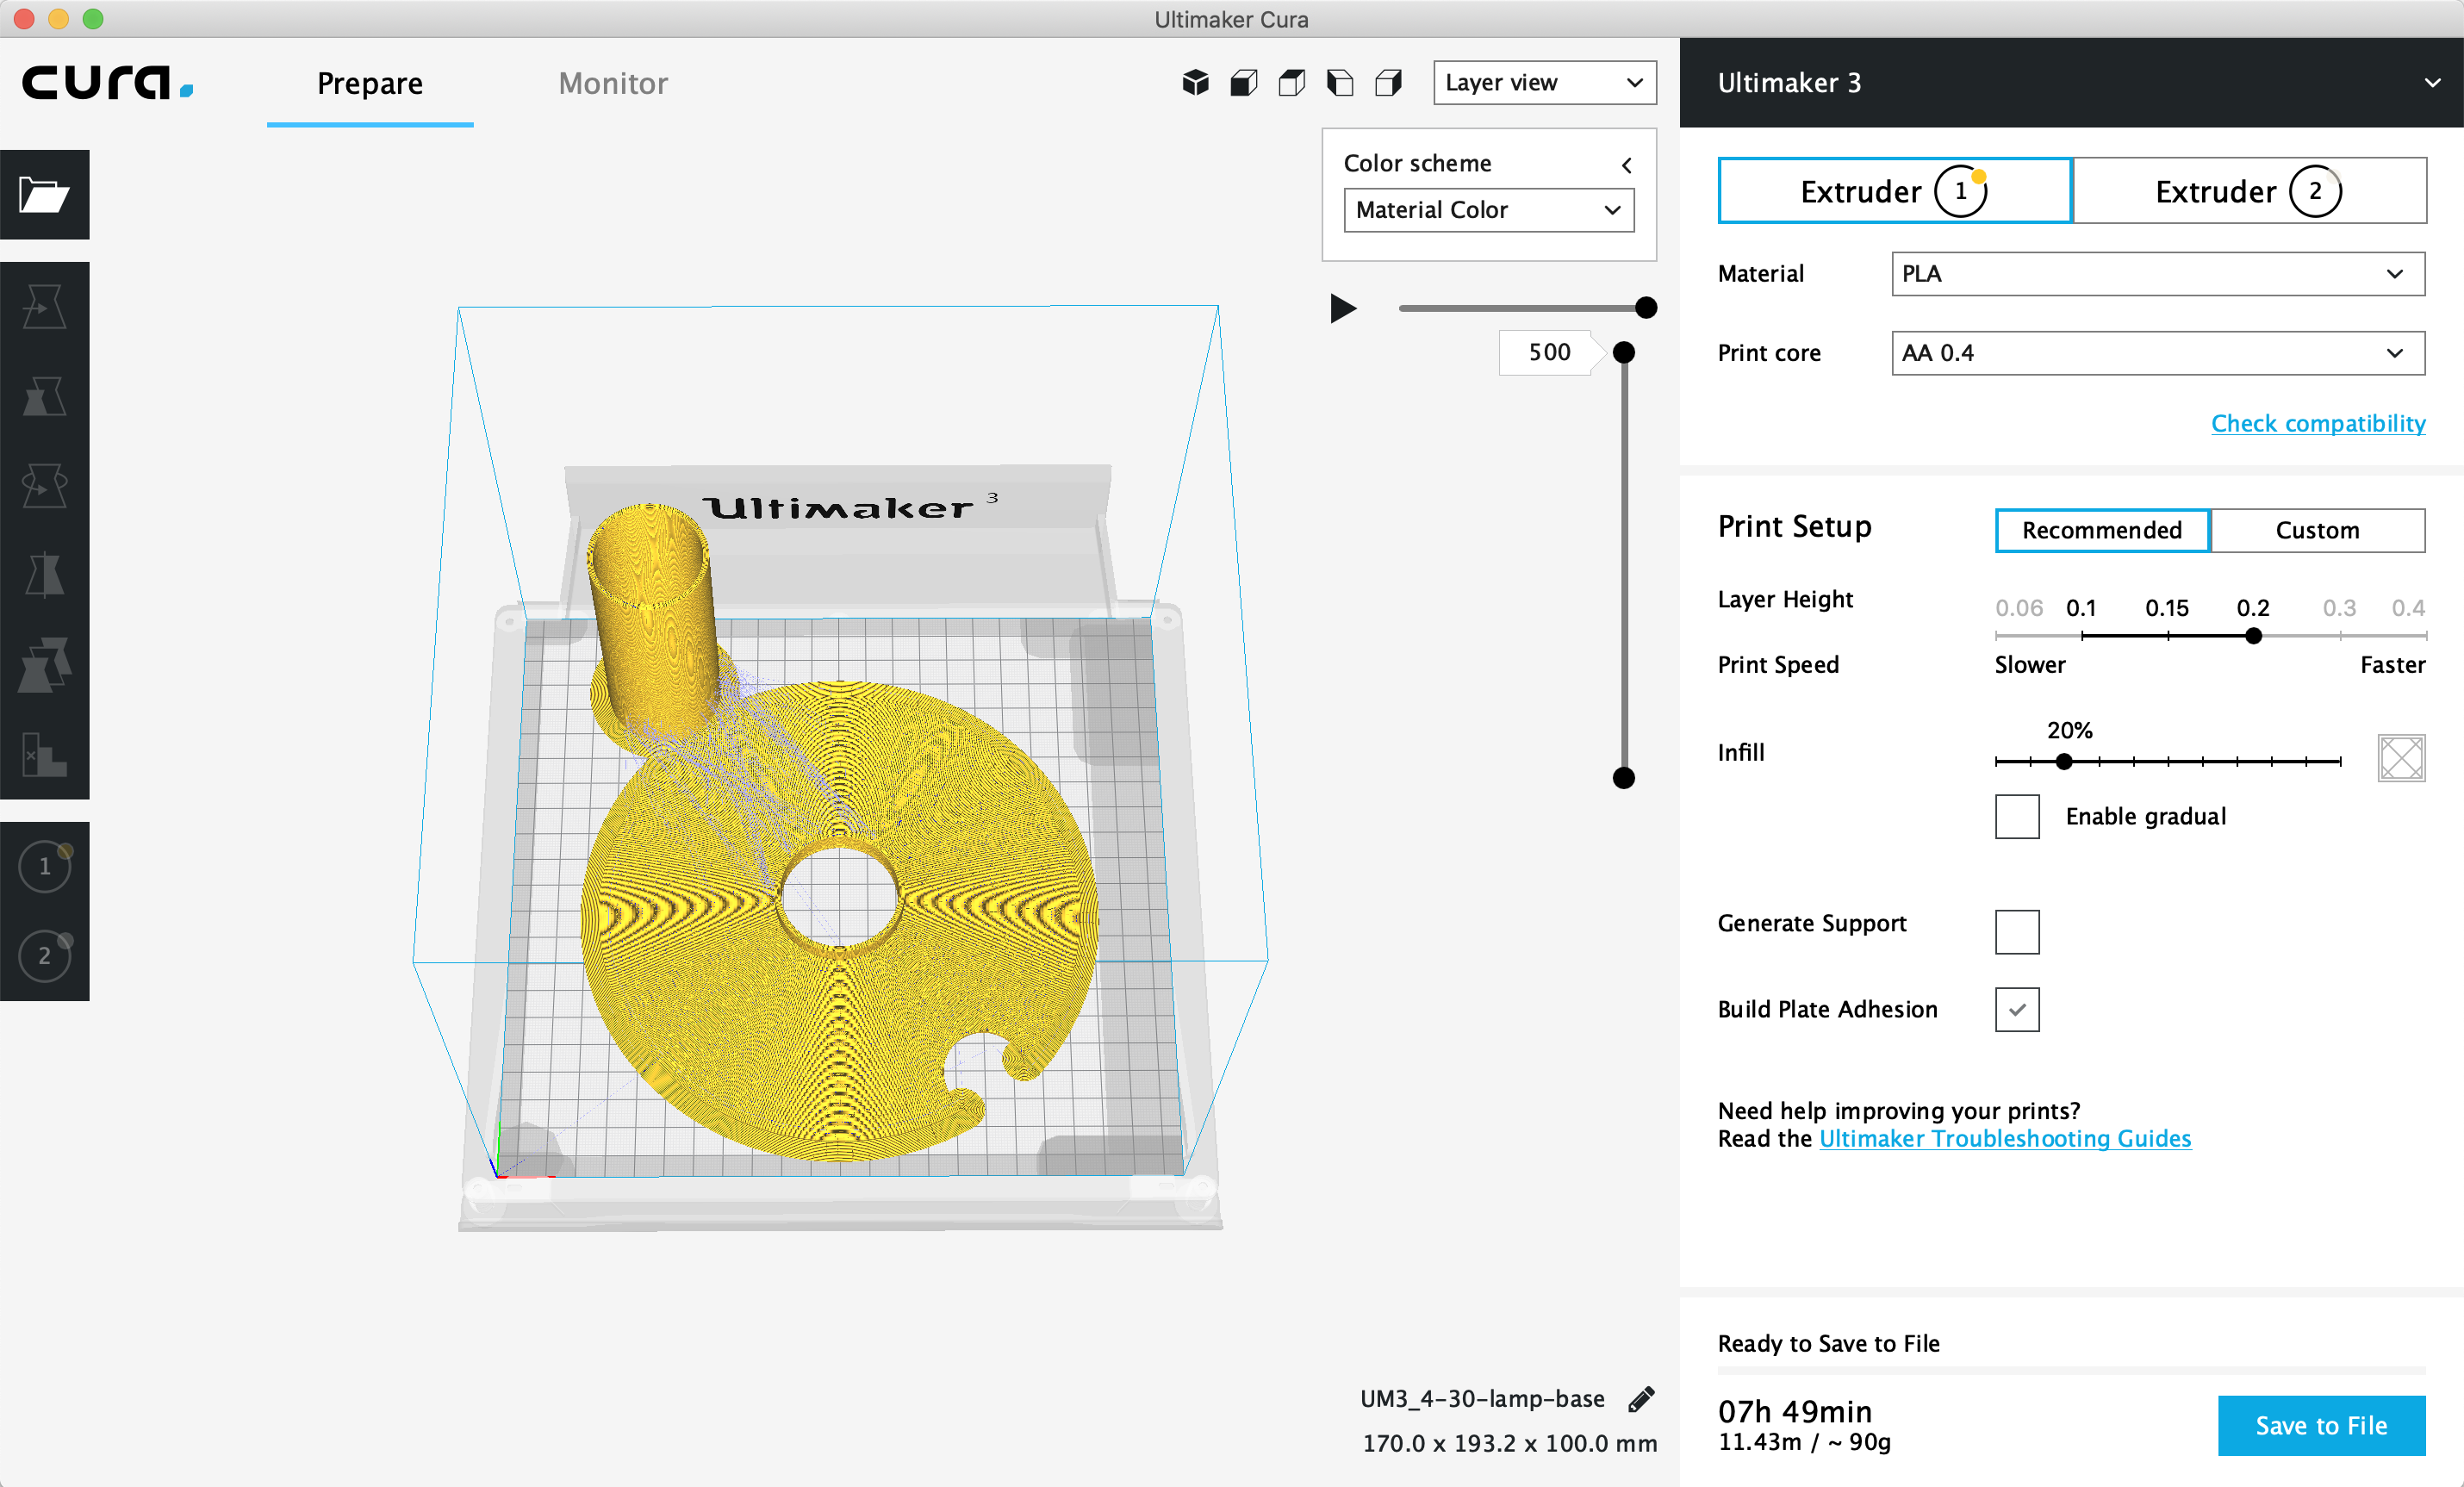 Ultimaker Cura
cura.
Prepare
Monitor
Layer view
Ultimaker 3
Color scheme
Material Color
500
Extruder 1
Extruder 2
Material
PLA
Print core
AA 0.4
Check compatibility
Ultimaker 3
Print Setup
Recommended
Custom
Layer Height
0.06 0.1 0.15 0.2 0.3 0.4
Print Speed
Slower
Faster
20%
Infill
Enable gradual
1
2
Generate Support
Build Plate Adhesion
Need help improving your prints?
Read the Ultimaker Troubleshooting Guides
Ready to Save to File
UM3_4-30-lamp-base
170.0 x 193.2 x 100.0 mm
07h 49min
11.43m / ~ 90g
Save to File